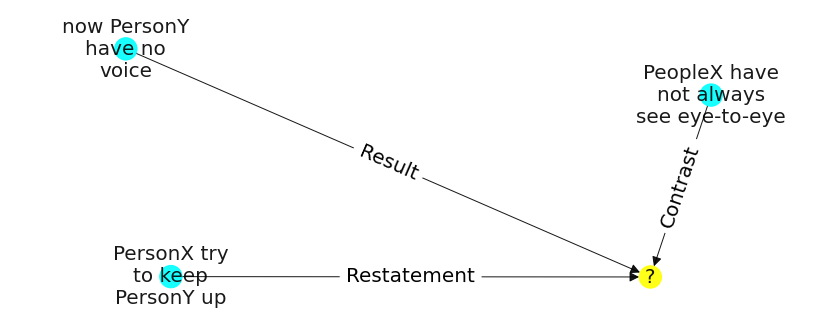 now PersonY
have no
voice
PeopleX have
not always
see eye-to-eye
Result
Contrast
PersonX try
to keep
PersonY up
Restatement
?